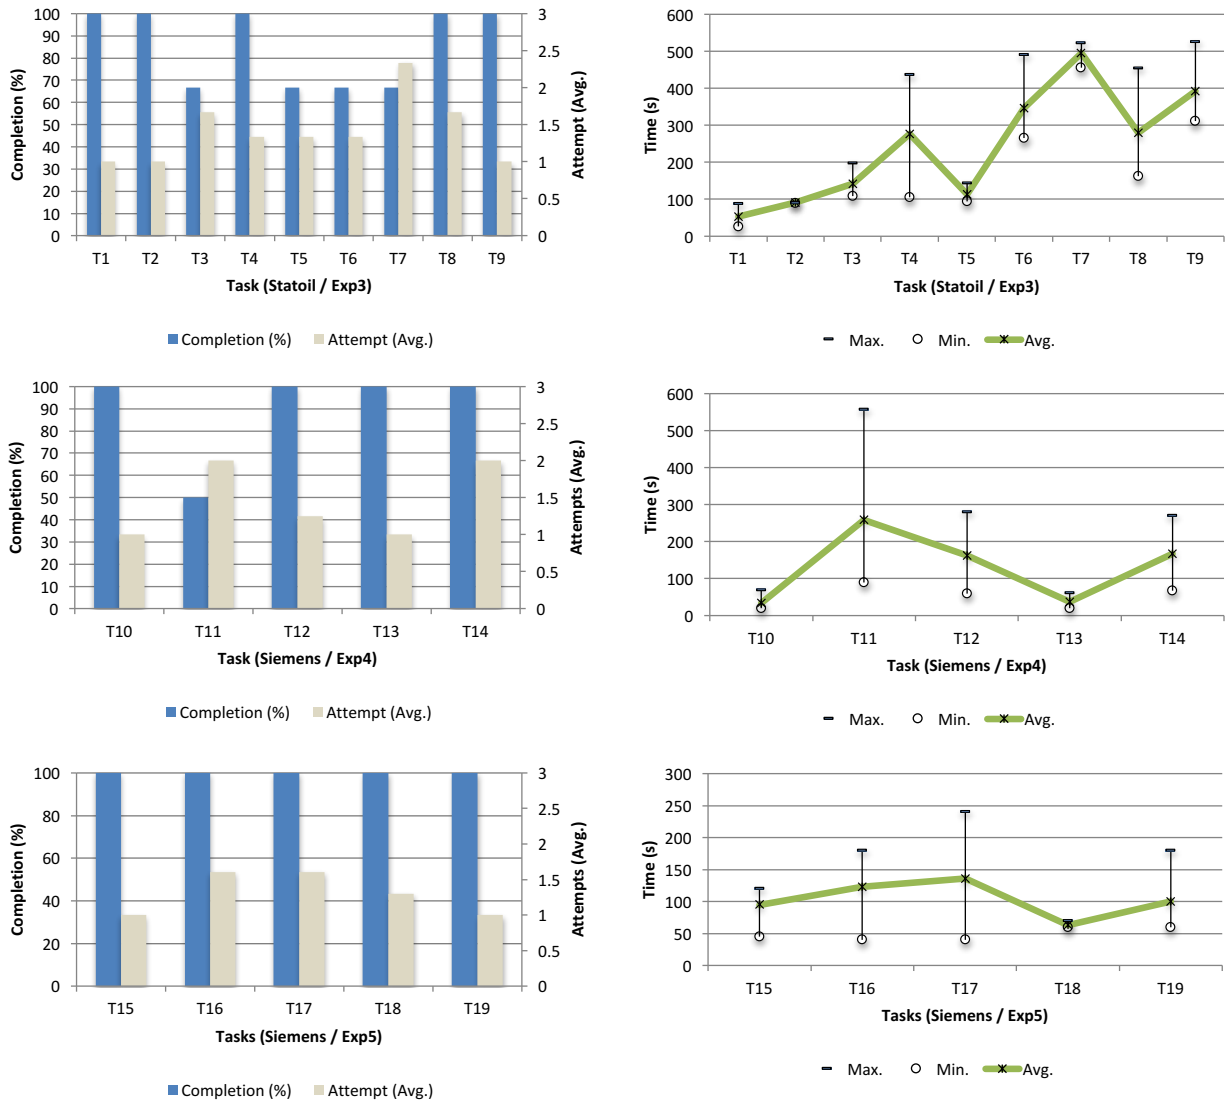 Completion (%)
100
90
80
70
60
50
40
30
20
10
0
3
2.5
2
1.5
1
0.5
0
Attempt (Avg.)
T1 T2 T3 T4 T5 T6 T7 T8 T9
Task (Statoil / Exp3)
Completion (%) Attempt (Avg.)
Time (s)
600
500
400
300
200
100
0
T1 T2 T3 T4 T5 T6 T7 T8 T9
Task (Statoil / Exp3)
Max. Min. Avg.
Completion (%)
100
90
80
70
60
50
40
30
20
10
0
3
2.5
2
1.5
1
0.5
0
Attempts (Avg.)
T10 T11 T12 T13 T14
Task (Siemens / Exp4)
Completion (%) Attempt (Avg.)
Time (s)
600
500
400
300
200
100
0
T10 T11 T12 T13 T14
Task (Siemens / Exp4)
Max. Min. Avg.
Completion (%)
100
80
60
40
20
0
3
2.5
2
1.5
1
0.5
0
Attempts (Avg.)
T15 T16 T17 T18 T19
Tasks (Siemens / Exp5)
Completion (%) Attempt (Avg.)
Time (s)
300
250
200
150
100
50
0
T15 T16 T17 T18 T19
Tasks (Siemens / Exp5)
Max. Min. Avg.